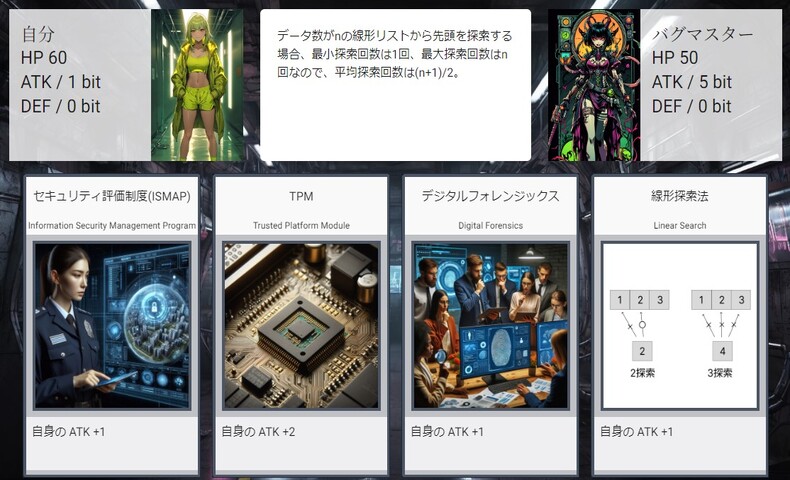 自分
HP 60
ATK / 1 bit
DEF / 0 bit
データ数がnの線形リストから先頭を探索する
場合、最小探索回数は1回、最大探索回数はn
回なので、平均探索回数は(n+1)/2。
バグマスター
HP 50
ATK / 5 bit
DEF / 0 bit
セキュリティ評価制度(ISMAP)
Information Security Management Program
自身の ATK +1
TPM
Trusted Platform Module
自身の ATK +2
デジタルフォレンジックス
Digital Forensics
自身の ATK +1
線形探索法
Linear Search
1 2 3
2
2探索
1 2 3
4
3探索
自身の ATK +1